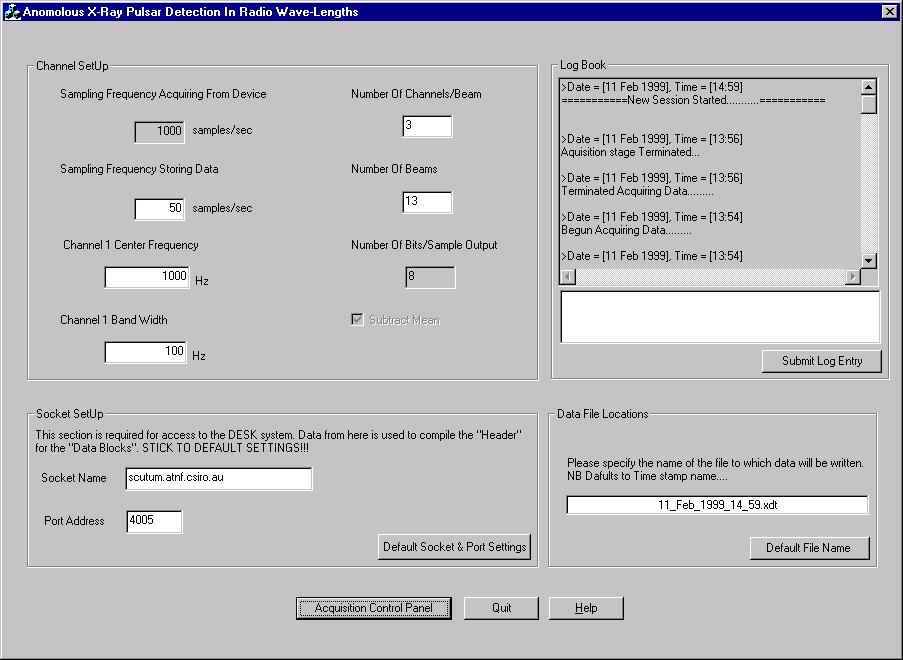 Anomolous X-Ray Pulsar Detection In Radio Wave-Lengths
Channel SetUp
Sampling Frequency Acquiring From Device
1000 samples/sec
Sampling Frequency Storing Data
50 samples/sec
Channel 1 Center Frequency
1000 Hz
Channel 1 Band Width
100 Hz
Number Of Channels/Beam
3
Number Of Beams
13
Number Of Bits/Sample Output
8
Subtract Mean
Log Book
>Date = [11 Feb 1999], Time = [14:59]
===========New Session Started..........===========
>Date = [11 Feb 1999], Time = [13:56]
Aquisition stage Terminated...
>Date = [11 Feb 1999], Time = [13:56]
Terminated Acquiring Data.........
>Date = [11 Feb 1999], Time = [13:54]
Begun Acquiring Data.........
>Date = [11 Feb 1999], Time = [13:54]
Submit Log Entry
Socket SetUp
This section is required for access to the DESK system. Data from here is used to compile the "Header"
for the "Data Blocks". STICK TO DEFAULT SETTINGS!!!
Socket Name scutum.atnf.csiro.au
Port Address 4005
Default Socket & Port Settings
Data File Locations
Please specify the name of the file to which data will be written.
NB Dafults to Time stamp name....
11_Feb_1999_14_59.xdt
Default File Name
Acquisition Control Panel
Quit
Help